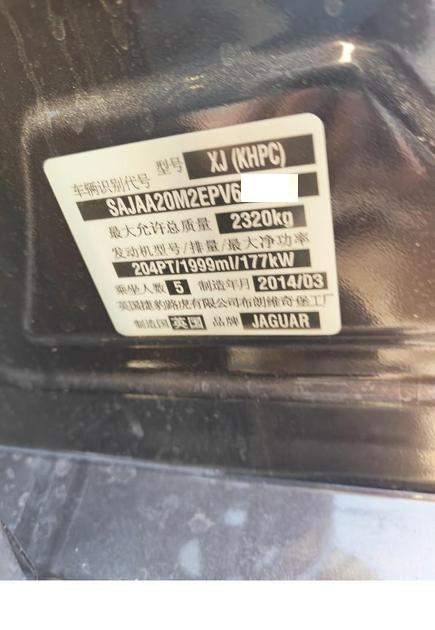 型号 XJ (KHPC)
车辆识别代号
SAJAA20M2EPV6
最大允许总质量 2320kg
发动机型号/排量/最大净功率
204PT/1999ml/177kW
乘坐人数 5 制造年月 2014/03
英国捷豹路虎有限公司布朗维奇堡工厂
制造国 英国 品牌 JAGUAR